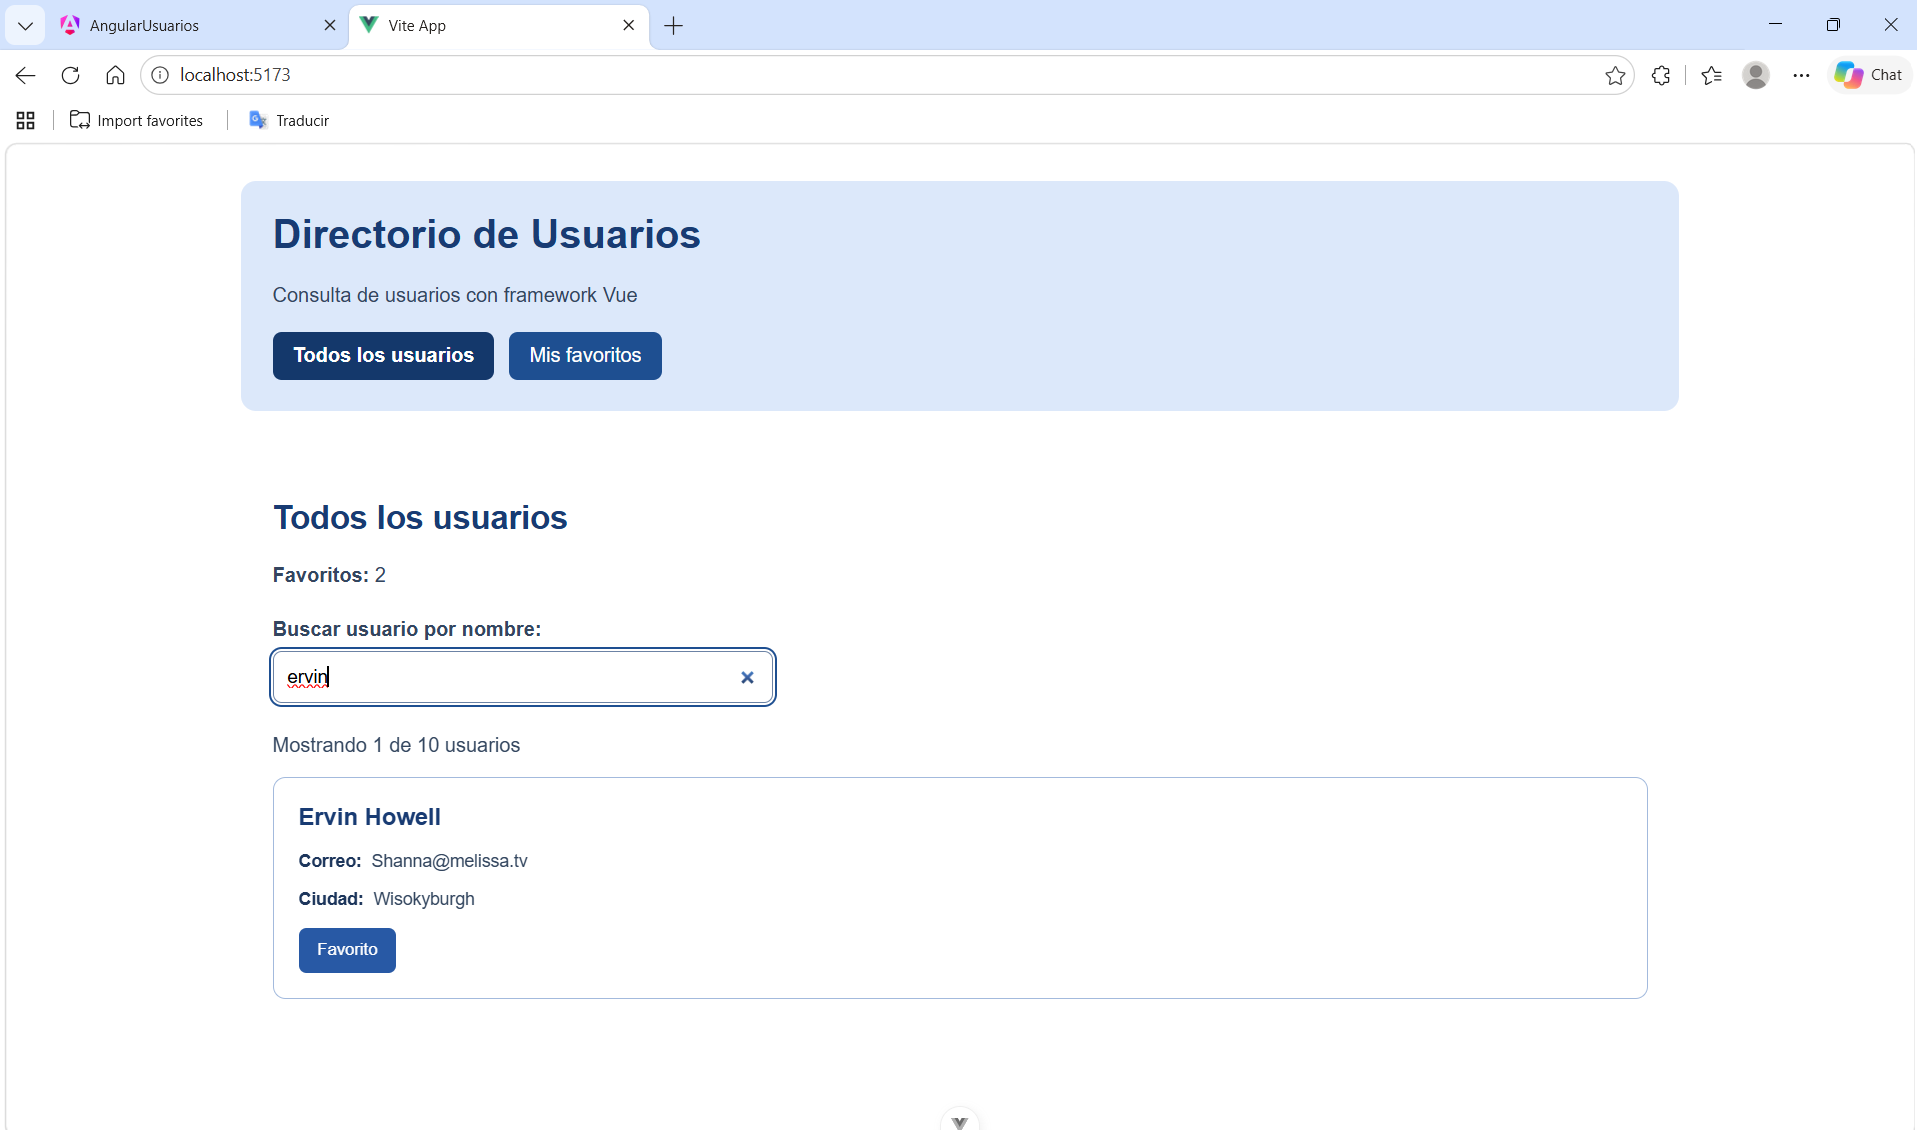 AngularUsuarios
Vite App
localhost:5173
Chat
Import favorites
Traducir
Directorio de Usuarios
Consulta de usuarios con framework Vue
Todos los usuarios
Mis favoritos
Todos los usuarios
Favoritos: 2
Buscar usuario por nombre:
ervin
Mostrando 1 de 10 usuarios
Ervin Howell
Correo: Shanna@melissa.tv
Ciudad: Wisokyburgh
Favorito